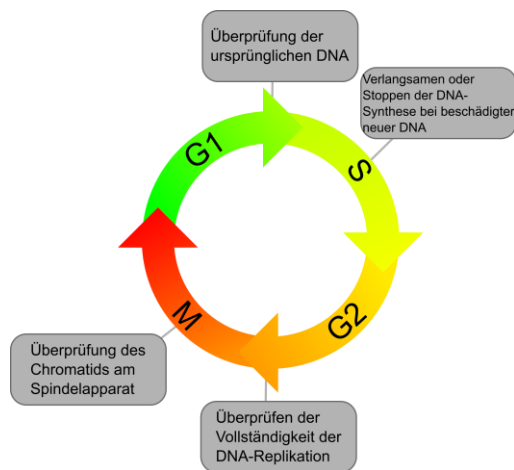 Überprüfung der
ursprünglichen DNA
Verlangsamen oder
Stoppen der DNA-
Synthese bei beschädigter
neuer DNA
G1
S
G2
M
Überprüfung des
Chromatids am
Spindelapparat
Überprüfen der
Vollständigkeit der
DNA-Replikation